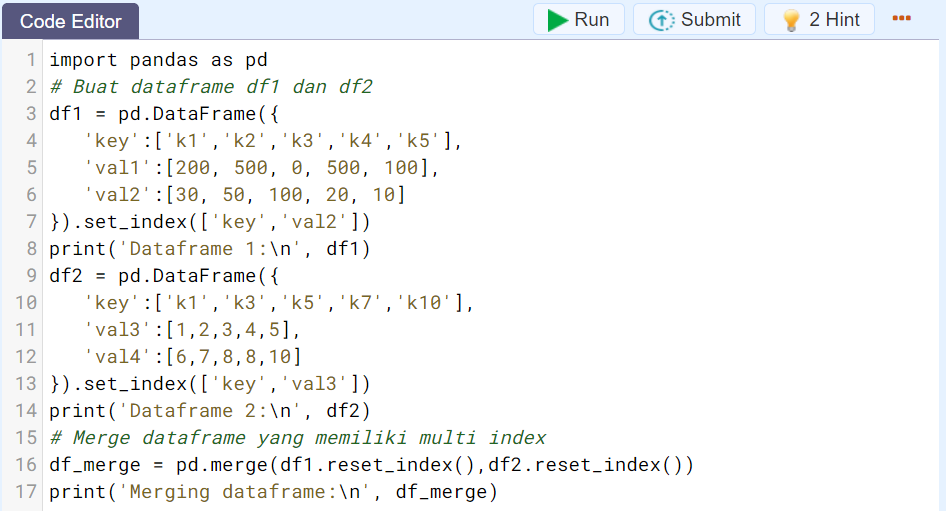 Code Editor Run Submit 2 Hint
1 import pandas as pd
2 # Buat dataframe df1 dan df2
3 df1 = pd.DataFrame({
4    'key':['k1','k2','k3','k4','k5'],
5    'val1':[200, 500, 0, 500, 100],
6    'val2':[30, 50, 100, 20, 10]
7 }).set_index(['key','val2'])
8 print('Dataframe 1:\n', df1)
9 df2 = pd.DataFrame({
10    'key':['k1','k3','k5','k7','k10'],
11    'val3':[1,2,3,4,5],
12    'val4':[6,7,8,8,10]
13 }).set_index(['key','val3'])
14 print('Dataframe 2:\n', df2)
15 # Merge dataframe yang memiliki multi index
16 df_merge = pd.merge(df1.reset_index(),df2.reset_index())
17 print('Merging dataframe:\n', df_merge)